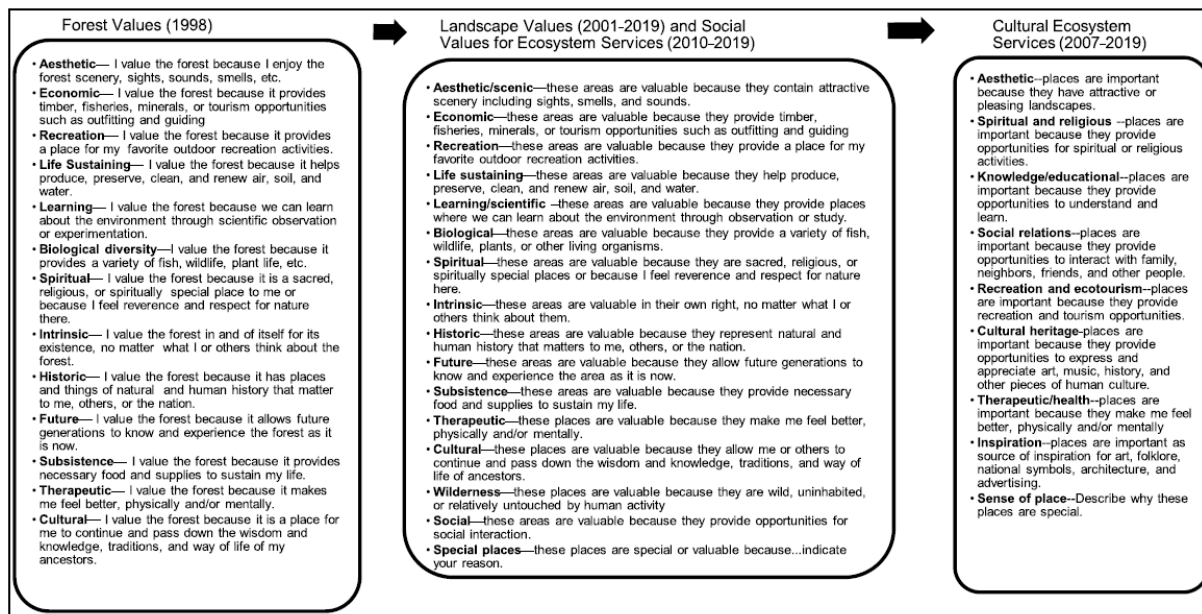 Forest Values (1998)
• Aesthetic— I value the forest because I enjoy the
forest scenery, sights, sounds, smells, etc.
• Economic— I value the forest because it provides
timber, fisheries, minerals, or tourism opportunities
such as outfitting and guiding
• Recreation— I value the forest because it provides
a place for my favorite outdoor recreation activities.
• Life Sustaining— I value the forest because it helps
produce, preserve, clean, and renew air, soil, and
water.
• Learning— I value the forest because we can learn
about the environment through scientific observation
or experimentation.
• Biological diversity— I value the forest because it
provides a variety of fish, wildlife, plant life, etc.
• Spiritual— I value the forest because it is a sacred,
religious, or spiritually special place to me or
because I feel reverence and respect for nature
there.
• Intrinsic— I value the forest in and of itself for its
existence, no matter what I or others think about the
forest.
• Historic— I value the forest because it has places
and things of natural and human history that matter
to me, others, or the nation.
• Future— I value the forest because it allows future
generations to know and experience the forest as it
is now.
• Subsistence— I value the forest because it provides
necessary food and supplies to sustain my life.
• Therapeutic— I value the forest because it makes
me feel better, physically and/or mentally.
• Cultural— I value the forest because it is a place for
me to continue and pass down the wisdom and
knowledge, traditions, and way of life of my
ancestors.
Landscape Values (2001-2019) and Social
Values for Ecosystem Services (2010-2019)
• Aesthetic/scenic—these areas are valuable because they contain attractive
scenery including sights, smells, and sounds.
• Economic—these areas are valuable because they provide timber,
fisheries, minerals, or tourism opportunities such as outfitting and guiding
• Recreation—these areas are valuable because they provide a place for my
favorite outdoor recreation activities.
• Life sustaining—these areas are valuable because they help produce,
preserve, clean, and renew air, soil, and water.
• Learning/scientific –these areas are valuable because they provide places
where we can learn about the environment through observation or study.
• Biological—these areas are valuable because they provide a variety of fish,
wildlife, plants, or other living organisms.
• Spiritual—these areas are valuable because they are sacred, religious, or
spiritually special places or because I feel reverence and respect for nature
here.
• Intrinsic—these areas are valuable in their own right, no matter what I or
others think about them.
• Historic—these areas are valuable because they represent natural and
human history that matters to me, others, or the nation.
• Future—these areas are valuable because they allow future generations to
know and experience the area as it is now.
• Subsistence—these areas are valuable because they provide necessary
food and supplies to sustain my life.
• Therapeutic—these places are valuable because they make me feel better,
physically and/or mentally.
• Cultural—these places are valuable because they allow me or others to
continue and pass down the wisdom and knowledge, traditions, and way of
life of ancestors.
• Wilderness—these places are valuable because they are wild, uninhabited,
or relatively untouched by human activity
• Social—these areas are valuable because they provide opportunities for
social interaction.
• Special places—these places are special or valuable because...indicate
your reason.
Cultural Ecosystem
Services (2007-2019)
• Aesthetic--places are important
because they have attractive or
pleasing landscapes.
• Spiritual and religious --places are
important because they provide
opportunities for spiritual or religious
activities.
• Knowledge/educational--places are
important because they provide
opportunities to understand and
learn.
• Social relations--places are
important because they provide
opportunities to interact with family,
neighbors, friends, and other people.
• Recreation and ecotourism--places
are important because they provide
recreation and tourism opportunities.
• Cultural heritage-places are
important because they provide
opportunities to express and
appreciate art, music, history, and
other pieces of human culture.
• Therapeutic/health--places are
important because they make me feel
better, physically and/or mentally
• Inspiration--places are important as
source of inspiration for art, folklore,
national symbols, architecture, and
advertising.
• Sense of place--Describe why these
places are special.